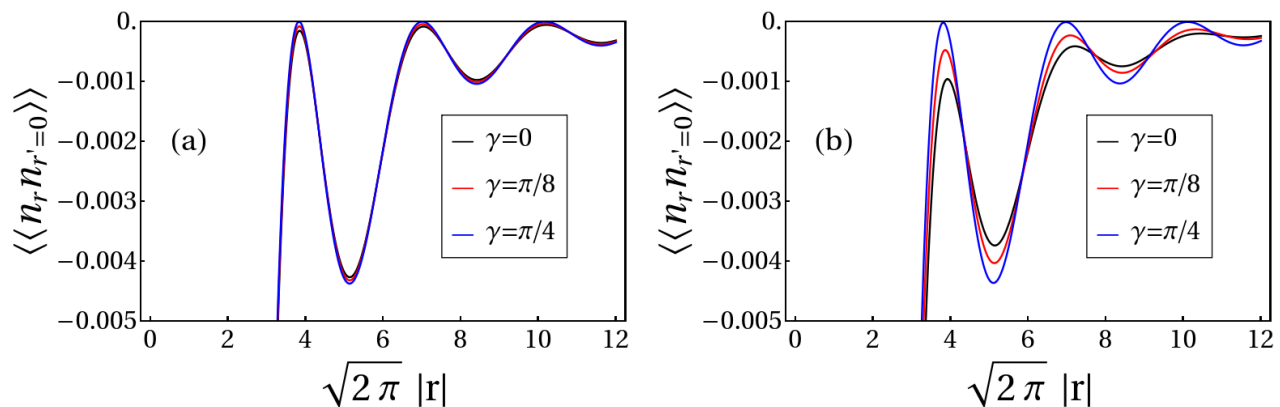 0.
−0.001
−0.002
−0.003
−0.004
−0.005
⟨⟨n_r n_{r'=0}⟩⟩
(a)
γ=0
γ=π/8
γ=π/4
0 2 4 6 8 10 12
√2π |r|
0.
−0.001
−0.002
−0.003
−0.004
−0.005
⟨⟨n_r n_{r'=0}⟩⟩
(b)
γ=0
γ=π/8
γ=π/4
0 2 4 6 8 10 12
√2π |r|